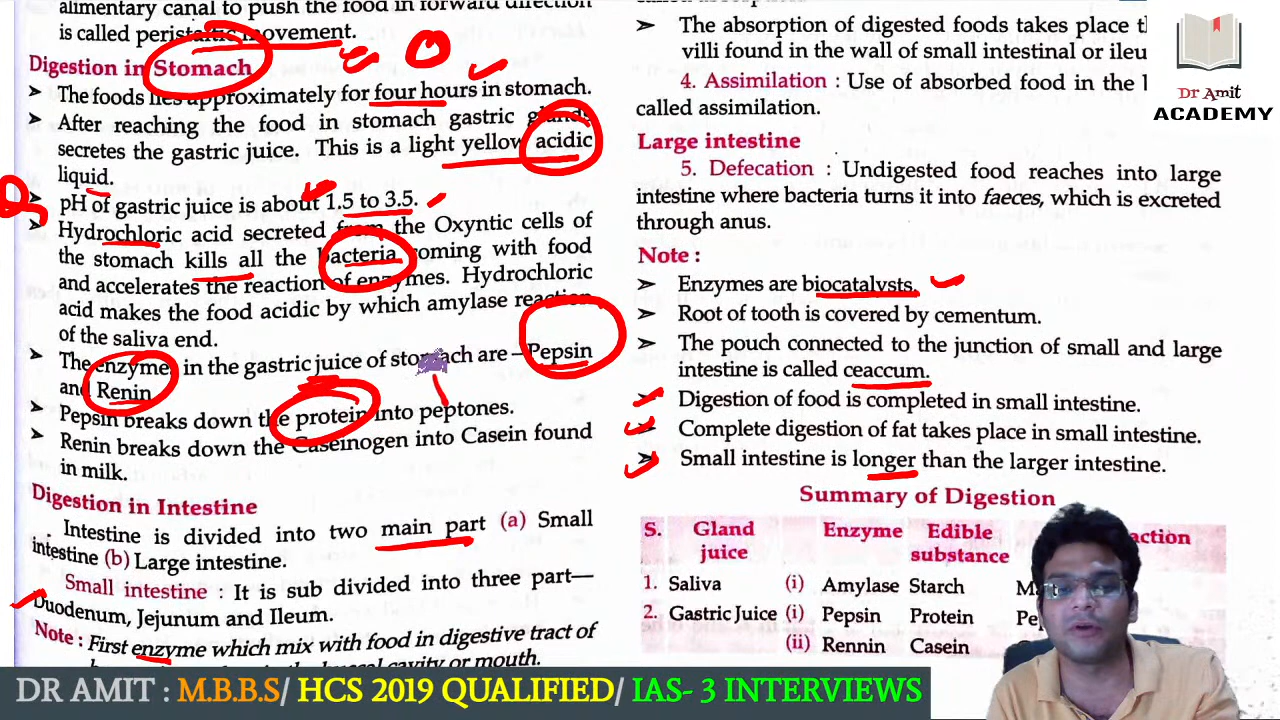 alimentary canal to push the food in forward direction
is called peristaltic movement.
Digestion in Stomach
➤ The foods lies approximately for four hours in stomach.
➤ After reaching the food in stomach gastric glands
secretes the gastric juice. This is a light yellow acidic
liquid.
➤ pH of gastric juice is about 1.5 to 3.5.
➤ Hydrochloric acid secreted from the Oxyntic cells of
the stomach kills all the bacteria coming with food
and accelerates the reaction of enzymes. Hydrochloric
acid makes the food acidic by which amylase reaction
of the saliva end.
➤ The enzymes in the gastric juice of stomach are – Pepsin
and Renin
➤ Pepsin breaks down the protein into peptones.
➤ Renin breaks down the Caseinogen into Casein found
in milk.
Digestion in Intestine
Intestine is divided into two main part (a) Small
intestine (b) Large intestine.
Small intestine : It is sub divided into three part—
Duodenum, Jejunum and Ileum.
Note : First enzyme which mix with food in digestive tract of
cavity or mouth.
➤ The absorption of digested foods takes place
villi found in the wall of small intestinal or
4. Assimilation : Use of absorbed food in the
called assimilation.
Large intestine
5. Defecation : Undigested food reaches into large
intestine where bacteria turns it into faeces, which is excreted
through anus.
Note :
➤ Enzymes are biocatalysts.
➤ Root of tooth is covered by cementum.
➤ The pouch connected to the junction of small and large
intestine is called ceaccum.
➤ Digestion of food is completed in small intestine.
➤ Complete digestion of fat takes place in small intestine.
➤ Small intestine is longer than the larger intestine.
Summary of Digestion
S. Gland juice Enzyme Edible substance
1. Saliva (i) Amylase Starch
2. Gastric Juice (i) Pepsin Protein
(ii) Rennin Casein
Dr Amit
ACADEMY
DR AMIT : M.B.B.S/ HCS 2019 QUALIFIED/ IAS- 3 INTERVIEWS